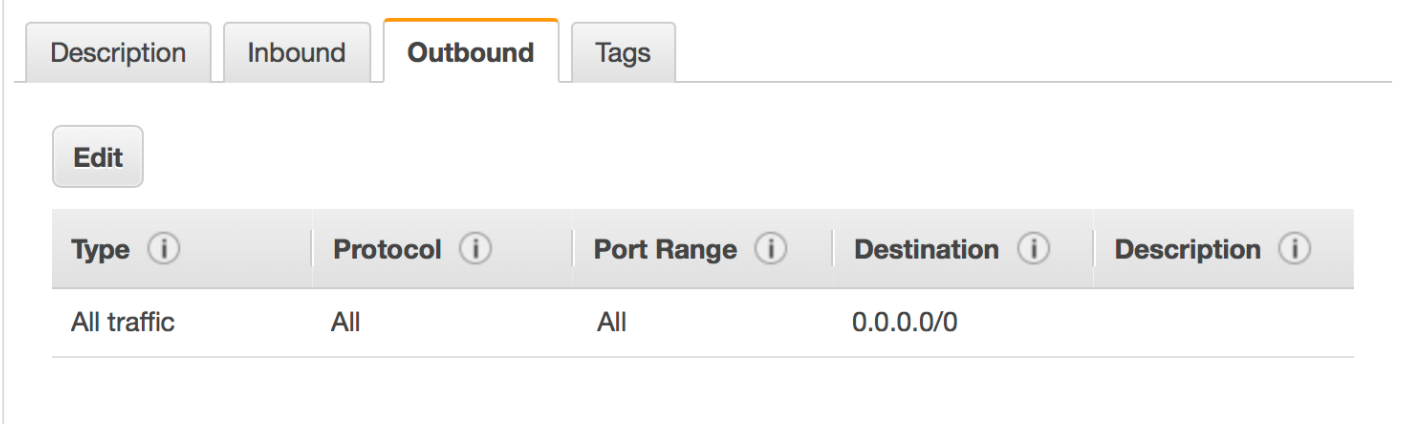 Description Inbound Outbound Tags
Edit
Type i Protocol i Port Range i Destination i Description i
All traffic All All 0.0.0.0/0